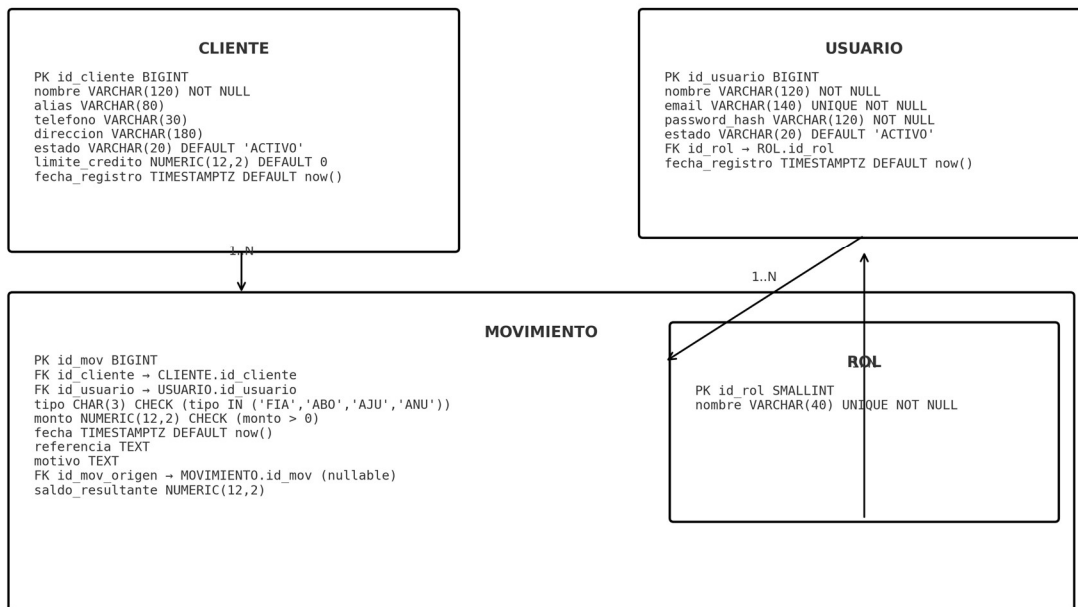 CLIENTE
PK id_cliente BIGINT
nombre VARCHAR(120) NOT NULL
alias VARCHAR(80)
telefono VARCHAR(30)
direccion VARCHAR(180)
estado VARCHAR(20) DEFAULT 'ACTIVO'
limite_credito NUMERIC(12,2) DEFAULT 0
fecha_registro TIMESTAMPTZ DEFAULT now()
USUARIO
PK id_usuario BIGINT
nombre VARCHAR(120) NOT NULL
email VARCHAR(140) UNIQUE NOT NULL
password_hash VARCHAR(120) NOT NULL
estado VARCHAR(20) DEFAULT 'ACTIVO'
FK id_rol → ROL.id_rol
fecha_registro TIMESTAMPTZ DEFAULT now()
1..N
1..N
MOVIMIENTO
PK id_mov BIGINT
FK id_cliente → CLIENTE.id_cliente
FK id_usuario → USUARIO.id_usuario
tipo CHAR(3) CHECK (tipo IN ('FIA','ABO','AJU','ANU'))
monto NUMERIC(12,2) CHECK (monto > 0)
fecha TIMESTAMPTZ DEFAULT now()
referencia TEXT
motivo TEXT
FK id_mov_origen → MOVIMIENTO.id_mov (nullable)
saldo_resultante NUMERIC(12,2)
ROL
PK id_rol SMALLINT
nombre VARCHAR(40) UNIQUE NOT NULL